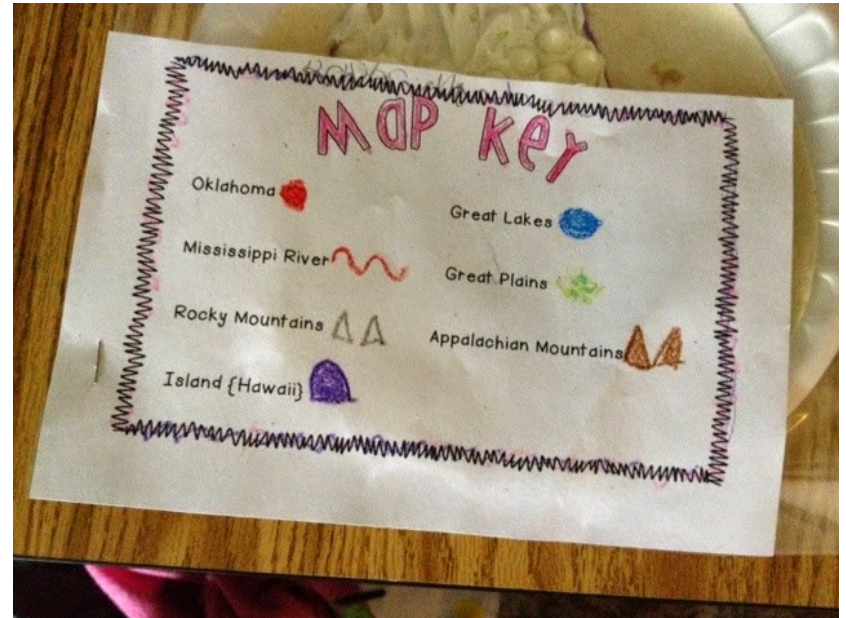 Map Key
Oklahoma
Mississippi River
Rocky Mountains
Island {Hawaii}
Great Lakes
Great Plains
Appalachian Mountains